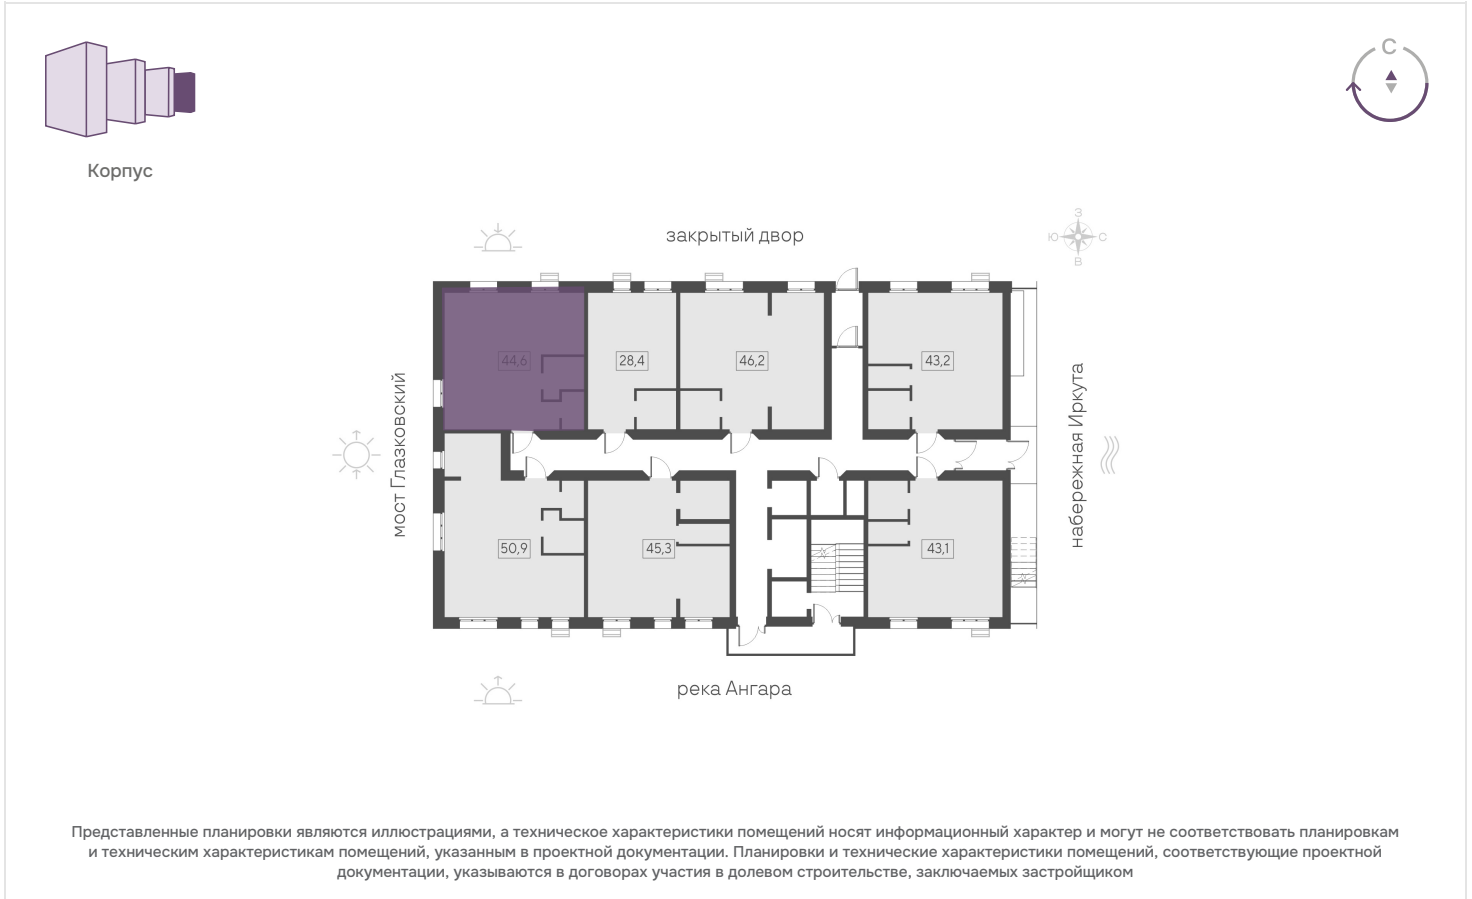 С
Корпус
закрытый двор
З
Ю
С
В
44,6
28,4
46,2
43,2
мост Глазковский
набережная Иркута
50,9
45,3
43,1
река Ангара
Представленные планировки являются иллюстрациями, а техническое характеристики помещений носят информационный характер и могут не соответствовать планировкам
и техническим характеристикам помещений, указанным в проектной документации. Планировки и технические характеристики помещений, соответствующие проектной
документации, указываются в договорах участия в долевом строительстве, заключаемых застройщиком